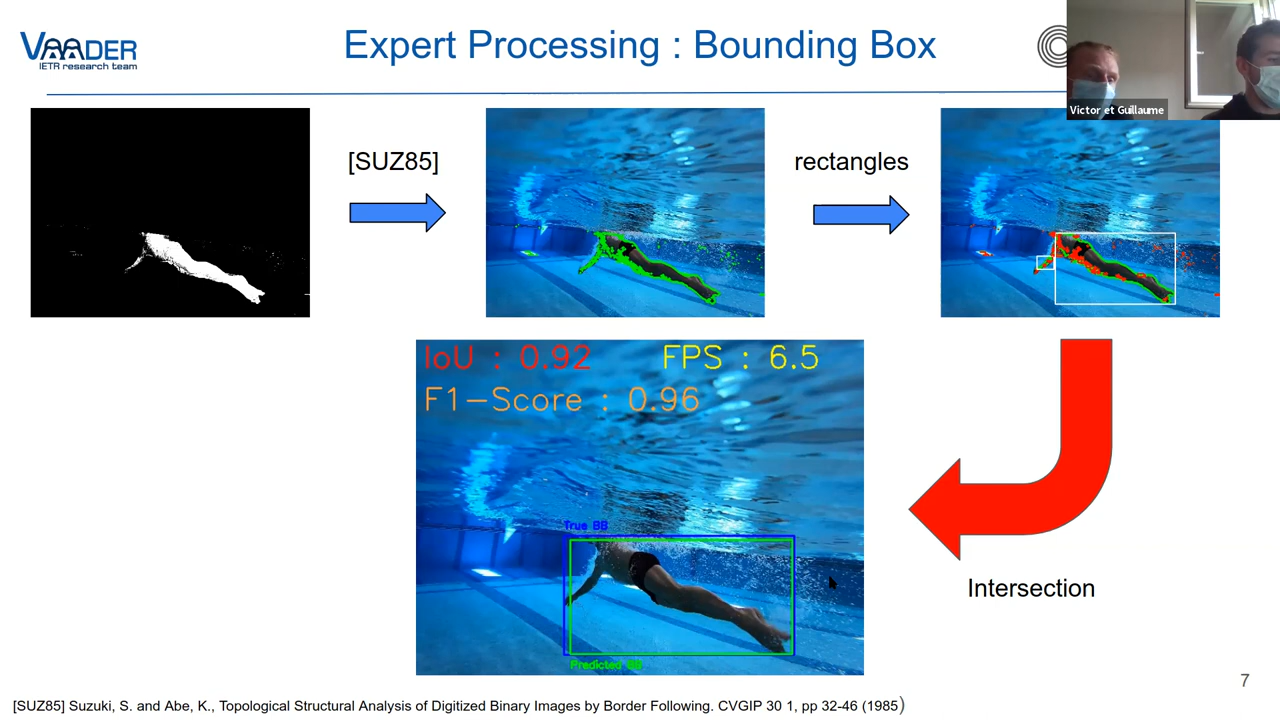 VAADER
IETR research team
Expert Processing : Bounding Box
Victor et Guillaume
[SUZ85]
rectangles
IoU : 0.92
FPS : 6.5
F1-Score : 0.96
True BB
Predicted BB
Intersection
7
[SUZ85] Suzuki, S. and Abe, K., Topological Structural Analysis of Digitized Binary Images by Border Following. CVGIP 30 1, pp 32-46 (1985)